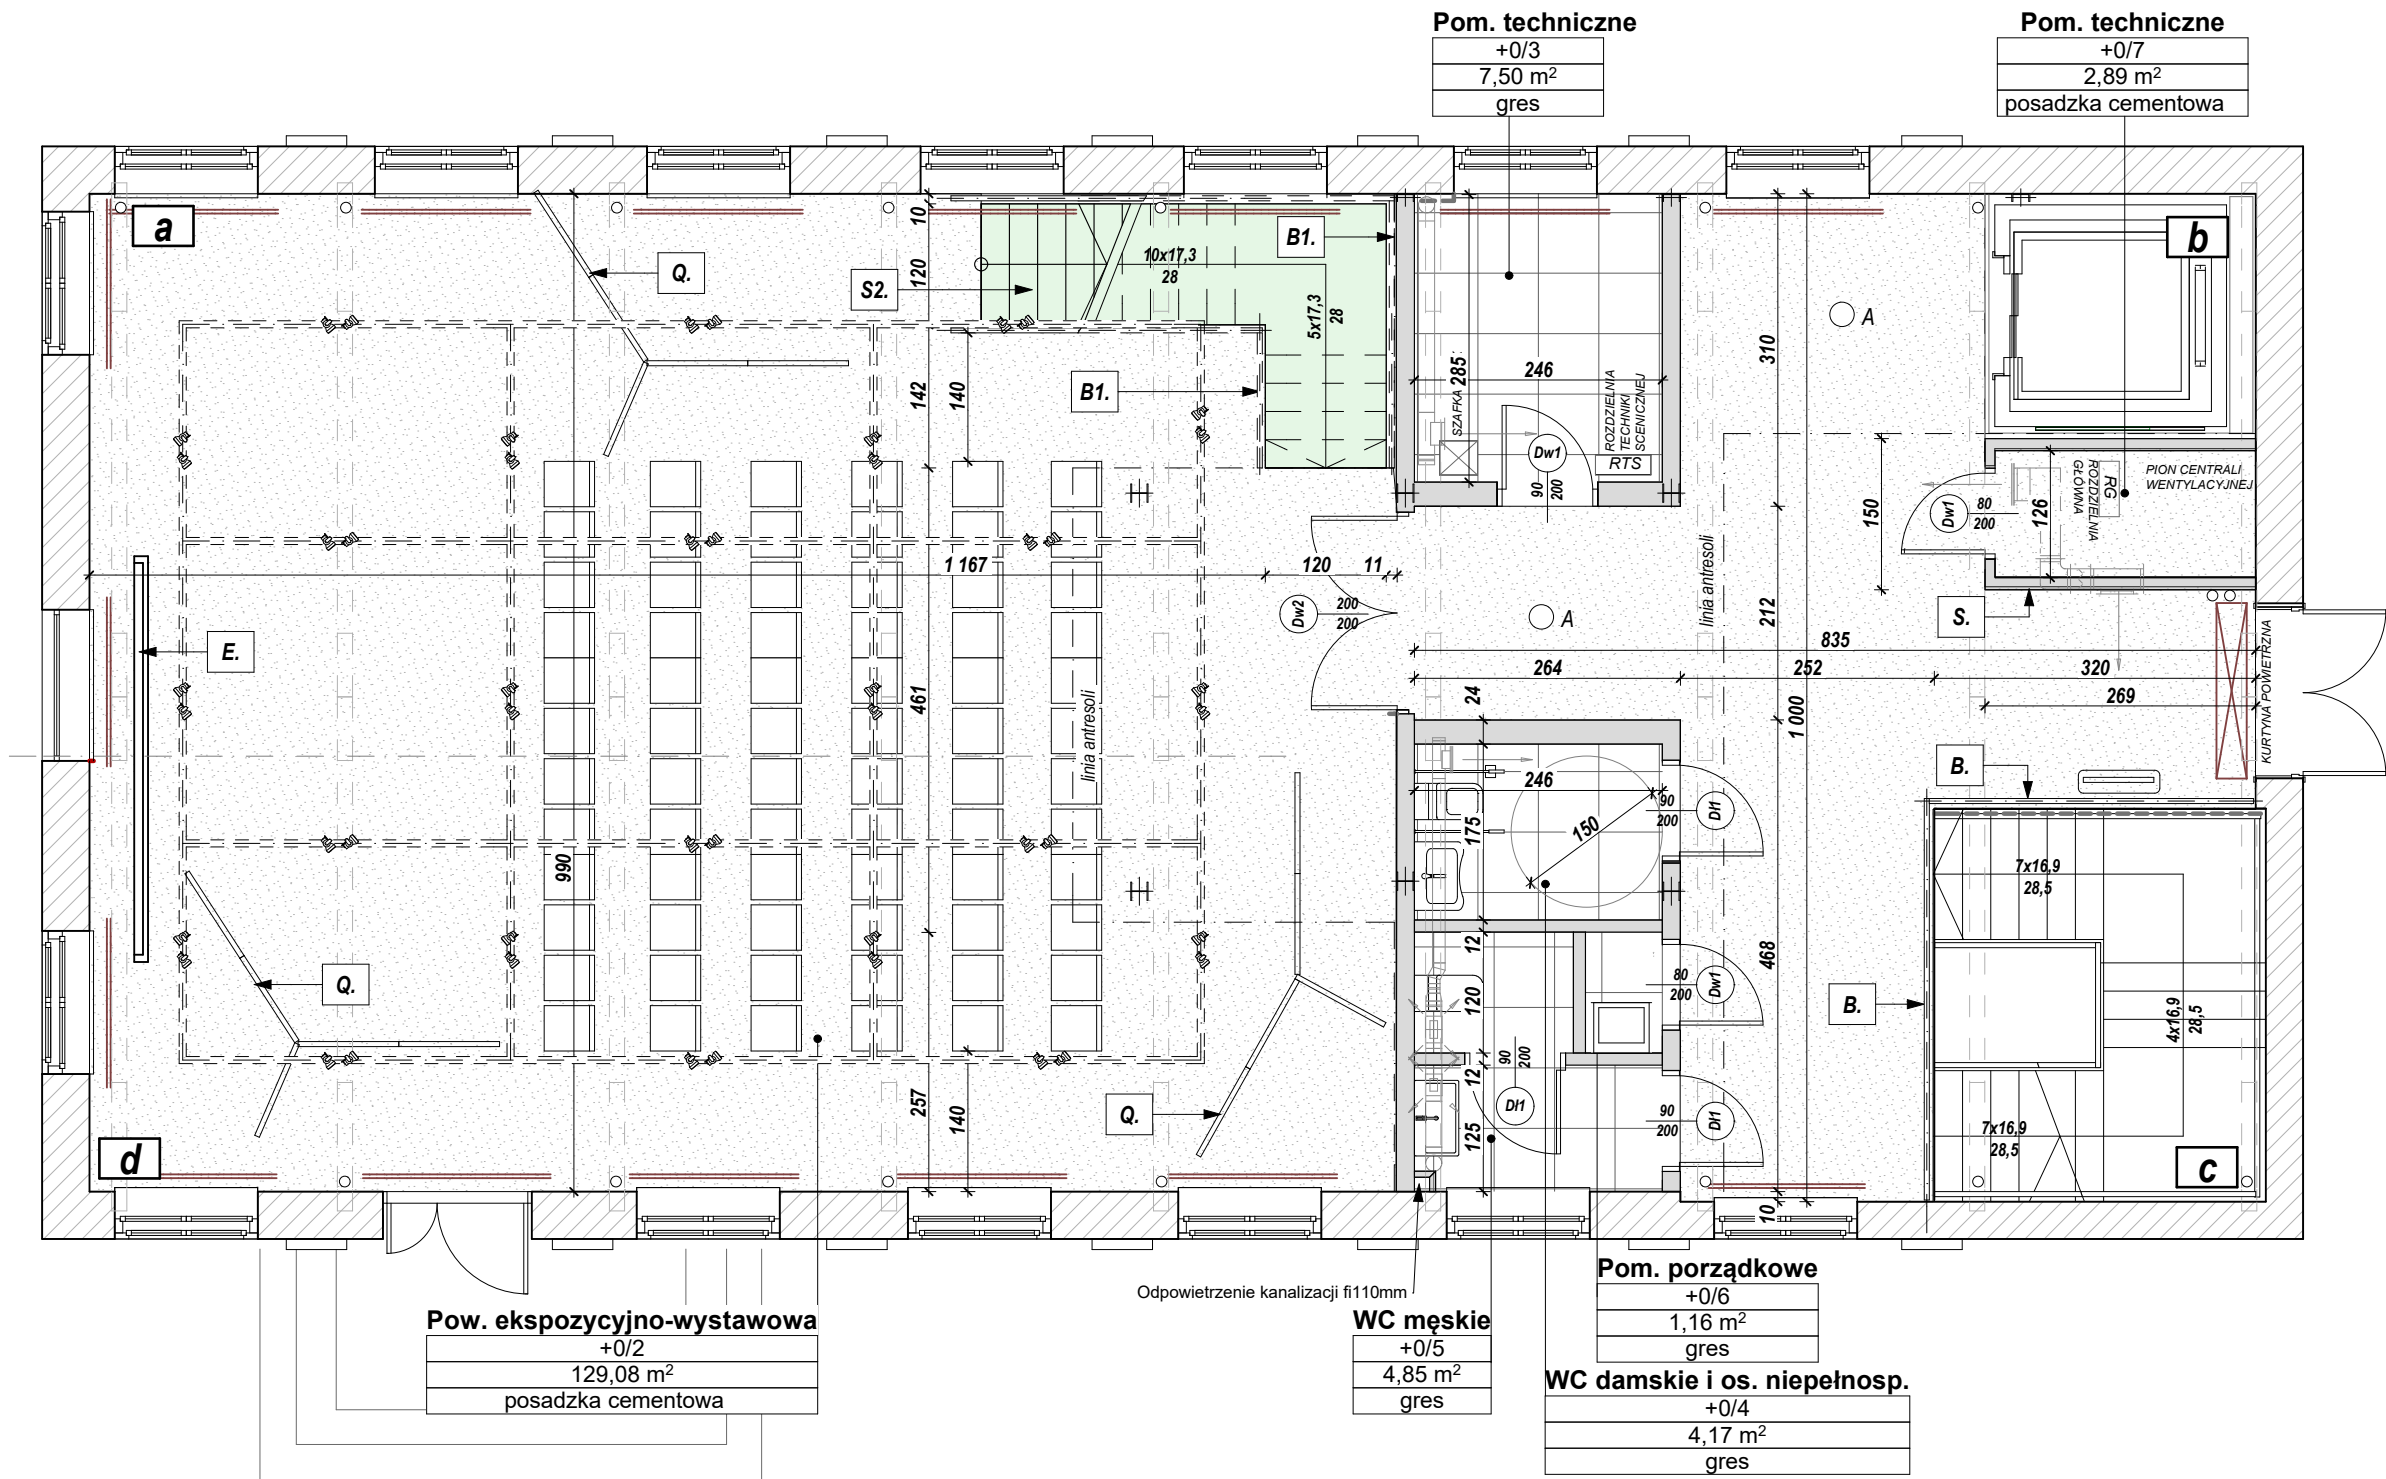 Pom. techniczne
+0/3
7,50 m²
gres
Pom. techniczne
+0/7
2,89 m²
posadzka cementowa
a
Q.
S2.
10
120
10x17,3
28
B1.
5x17,3
28
b
A
B1.
142
140
SZAFKA
285
246
ROZDZIELNIA
TECHNIKI
SCENICZNEJ
RTS
Dw1
90
200
310
150
Dw1
80
200
126
ROZDZIELNIA
GŁÓWNA
RG
PION CENTRALI
WENTYLACYJNEJ
1 167
120
11
Dw2
200
200
A
linia antresoli
212
S.
835
264
252
320
269
KURTYNA POWIETRZNA
E.
461
linia antresoli
24
1 000
246
175
150
90
200
Dł1
B.
7x16,9
28,5
990
Q.
12
120
80
200
Dw1
468
B.
4x16,9
28,5
257
140
Q.
12
125
90
200
Dł1
90
200
Dł1
7x16,9
28,5
d
c
10
Odpowietrzenie kanalizacji fi110mm
Pow. ekspozycyjno-wystawowa
+0/2
129,08 m²
posadzka cementowa
WC męskie
+0/5
4,85 m²
gres
Pom. porządkowe
+0/6
1,16 m²
gres
WC damskie i os. niepełnosp.
+0/4
4,17 m²
gres